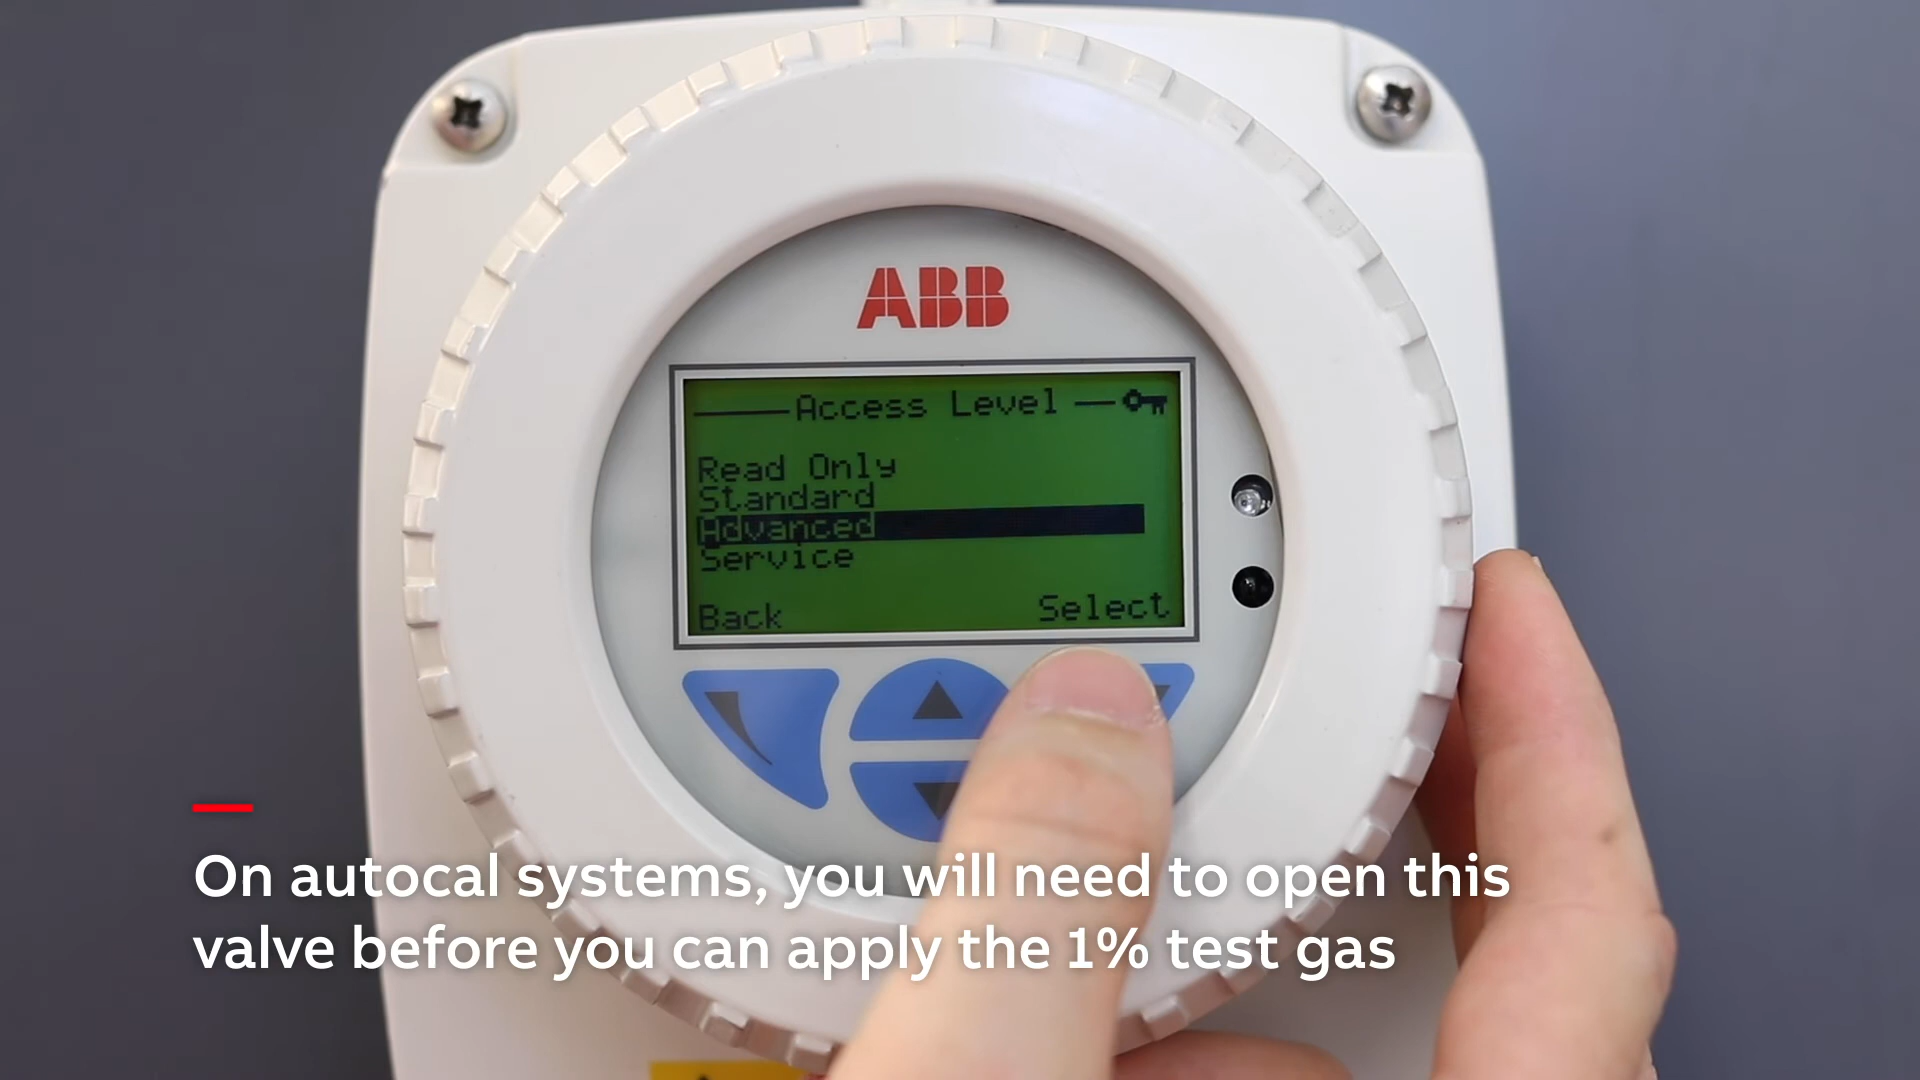 ABB
Access Level
Read Only
Standard
Advanced
Service
Back Select
On autocal systems, you will need to open this
valve before you can apply the 1% test gas